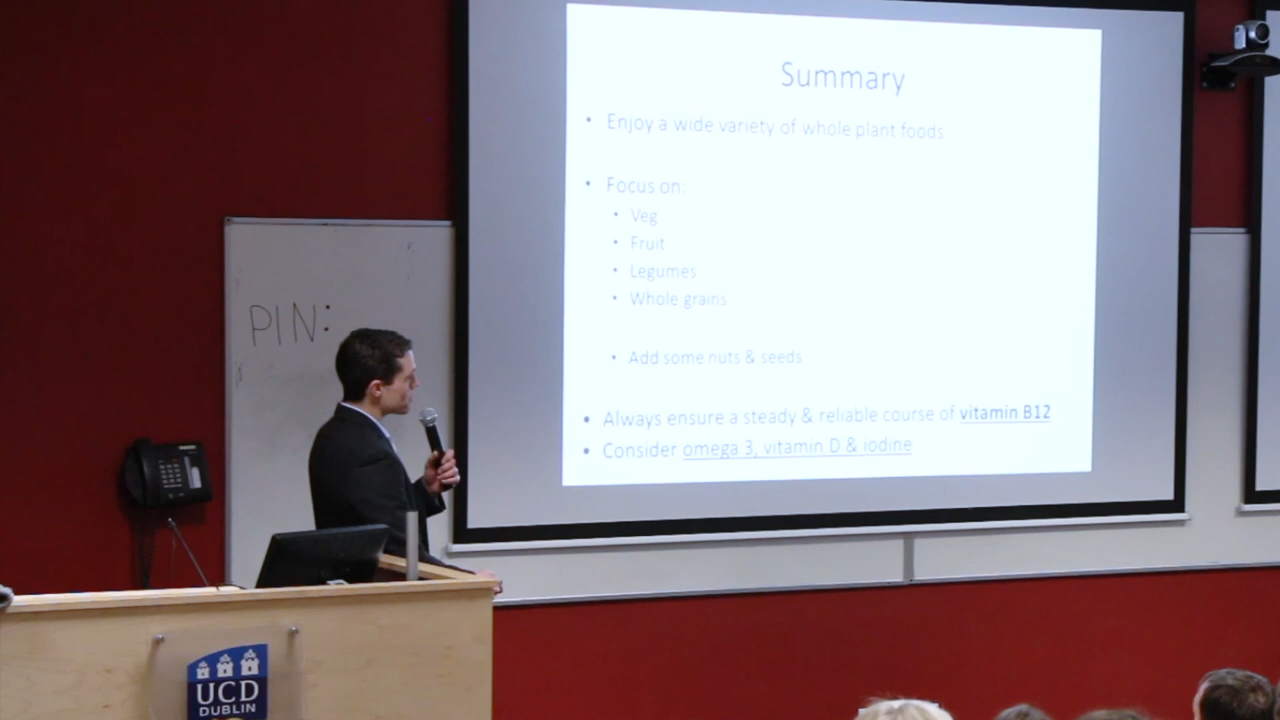 Summary
• Enjoy a wide variety of whole plant foods
• Focus on:
• Veg
• Fruit
• Legumes
• Whole grains
• Add some nuts & seeds
• Always ensure a steady & reliable course of vitamin B12
• Consider omega 3, vitamin D & iodine
PIN:
UCD
DUBLIN